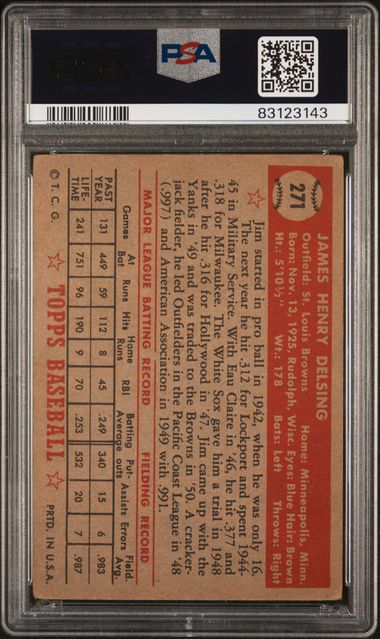 PSA
PSA
83123143
271
JAMES HENRY DELSING
Outfield: St. Louis Browns Home: Minneapolis, Minn.
Born: Nov. 13, 1925, Rudolph, Wisc. Eyes: Blue Hair: Brown
Ht.: 5'10½" Wt.: 178 Bats: Left Throws: Right
Jim started in pro ball in 1942, when he was only 16.
The next year he hit .312 for Lockport and spent 1944-
45 in Military Service. With Eau Claire in '46, he hit .377 and
.318 for Milwaukee. The White Sox gave him a trial in 1948
after he hit .316 for Hollywood in '47. Jim came up with the
Yanks in '49 and was traded to the Browns in '50. A cracker-
jack fielder, he led Outfielders in the Pacific Coast League in '48
(.997) and American Association in 1949 with .991.
MAJOR LEAGUE BATTING RECORD FIELDING RECORD
Games At Bat Runs Hits Home Runs RBI Batting Average Put-outs Assists Errors Field. Avg.
PAST YEAR 131 449 59 112 8 45 .249 340 15 6 .983
LIFE-TIME 241 751 96 190 9 70 .253 532 20 7 .987
© T. C. G. TOPPS BASEBALL PRTD. IN U.S.A.